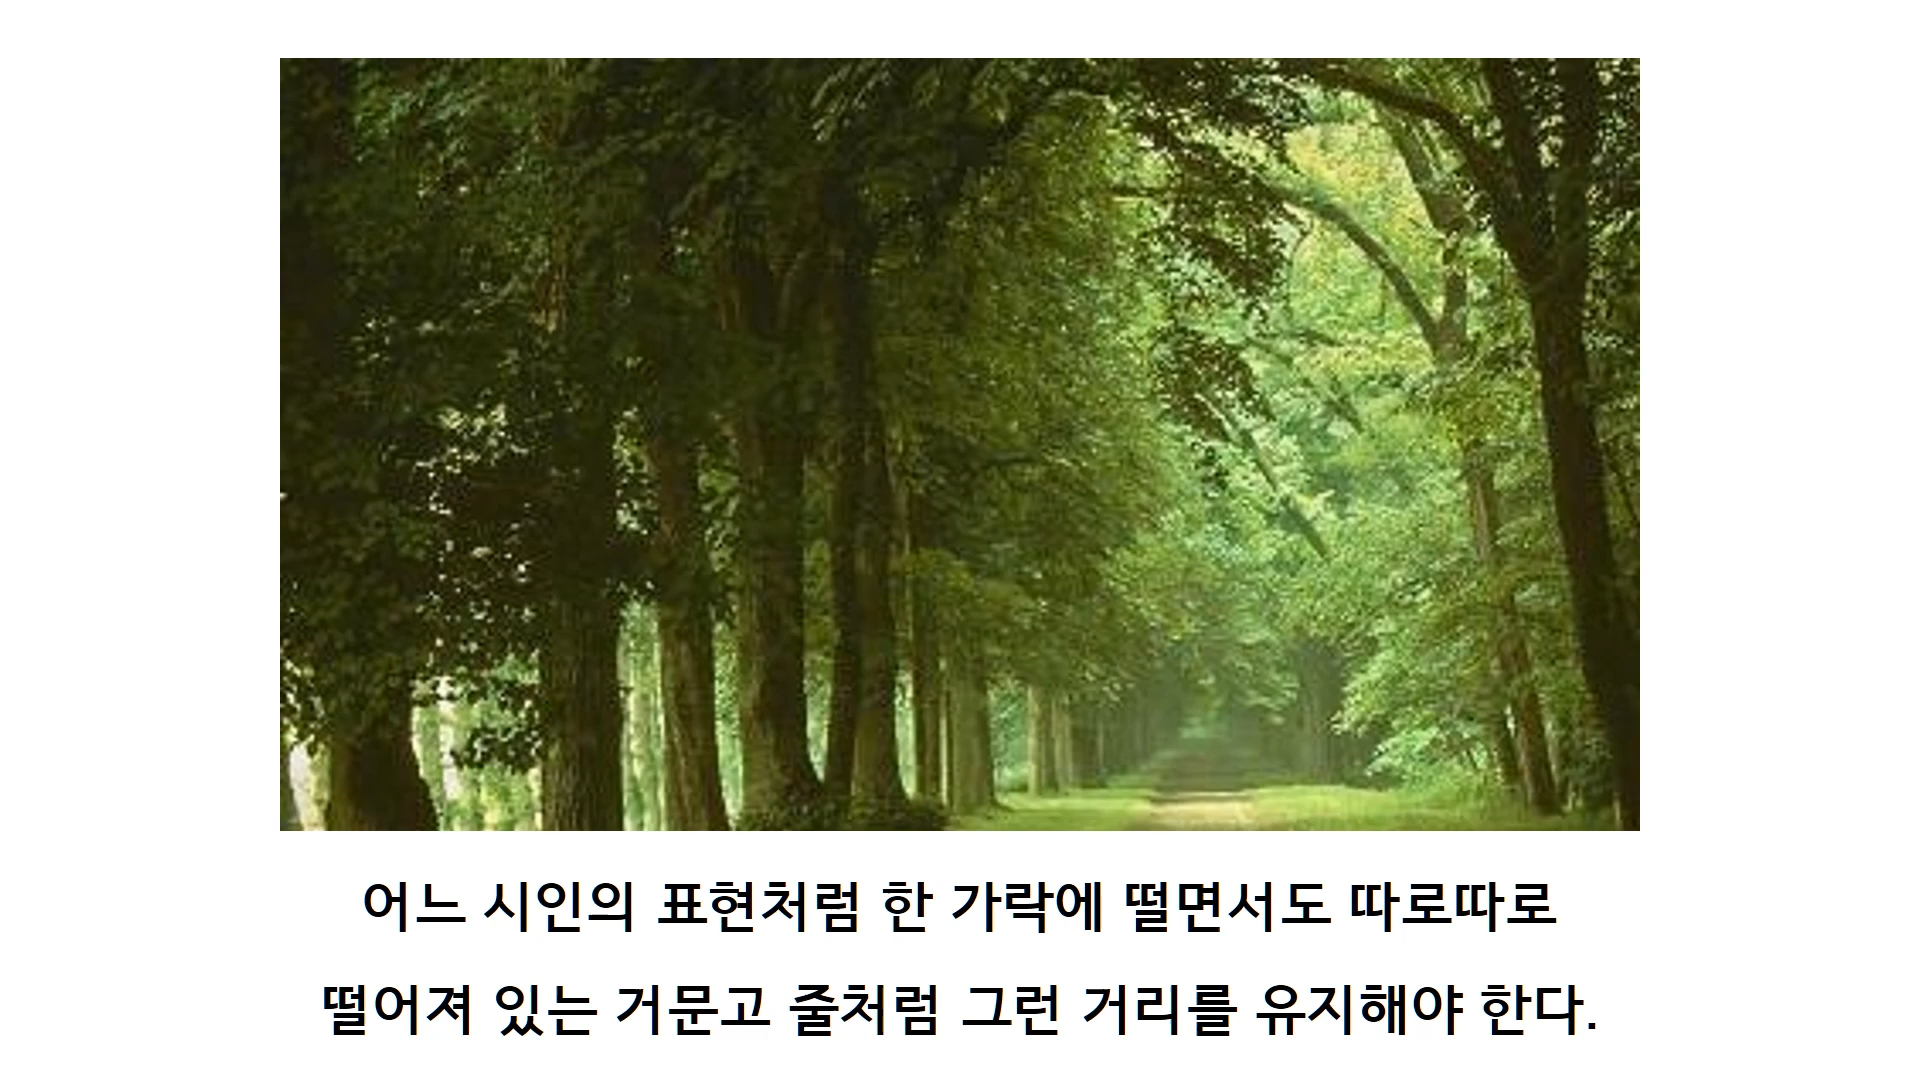 어느 시인의 표현처럼 한 가락에 떨면서도 따로따로
떨어져 있는 거문고 줄처럼 그런 거리를 유지해야 한다.